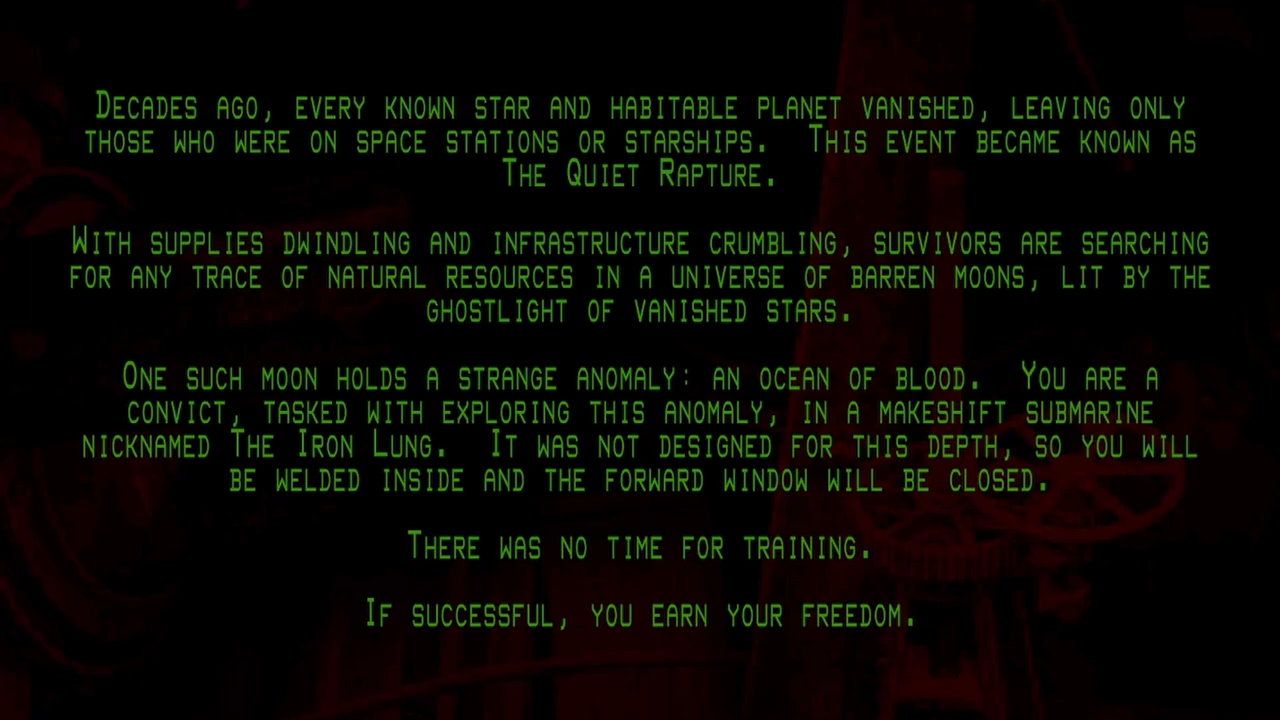 Decades ago, every known star and habitable planet vanished, leaving only
those who were on space stations or starships.  This event became known as
The Quiet Rapture.
With supplies dwindling and infrastructure crumbling, survivors are searching
for any trace of natural resources in a universe of barren moons, lit by the
ghostlight of vanished stars.
One such moon holds a strange anomaly: an ocean of blood.  You are a
convict, tasked with exploring this anomaly, in a makeshift submarine
nicknamed The Iron Lung.  It was not designed for this depth, so you will
be welded inside and the forward window will be closed.
There was no time for training.
If successful, you earn your freedom.